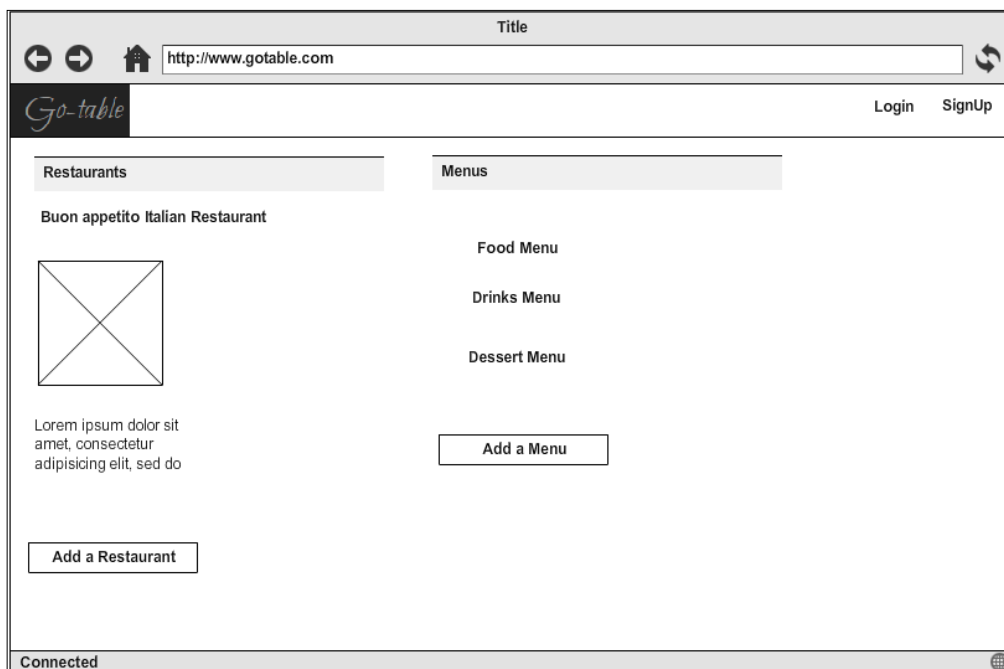 Title
http://www.gotable.com
Go-table
Login
SignUp
Restaurants
Buon appetito Italian Restaurant
Lorem ipsum dolor sit
amet, consectetur
adipisicing elit, sed do
Add a Restaurant
Menus
Food Menu
Drinks Menu
Dessert Menu
Add a Menu
Connected